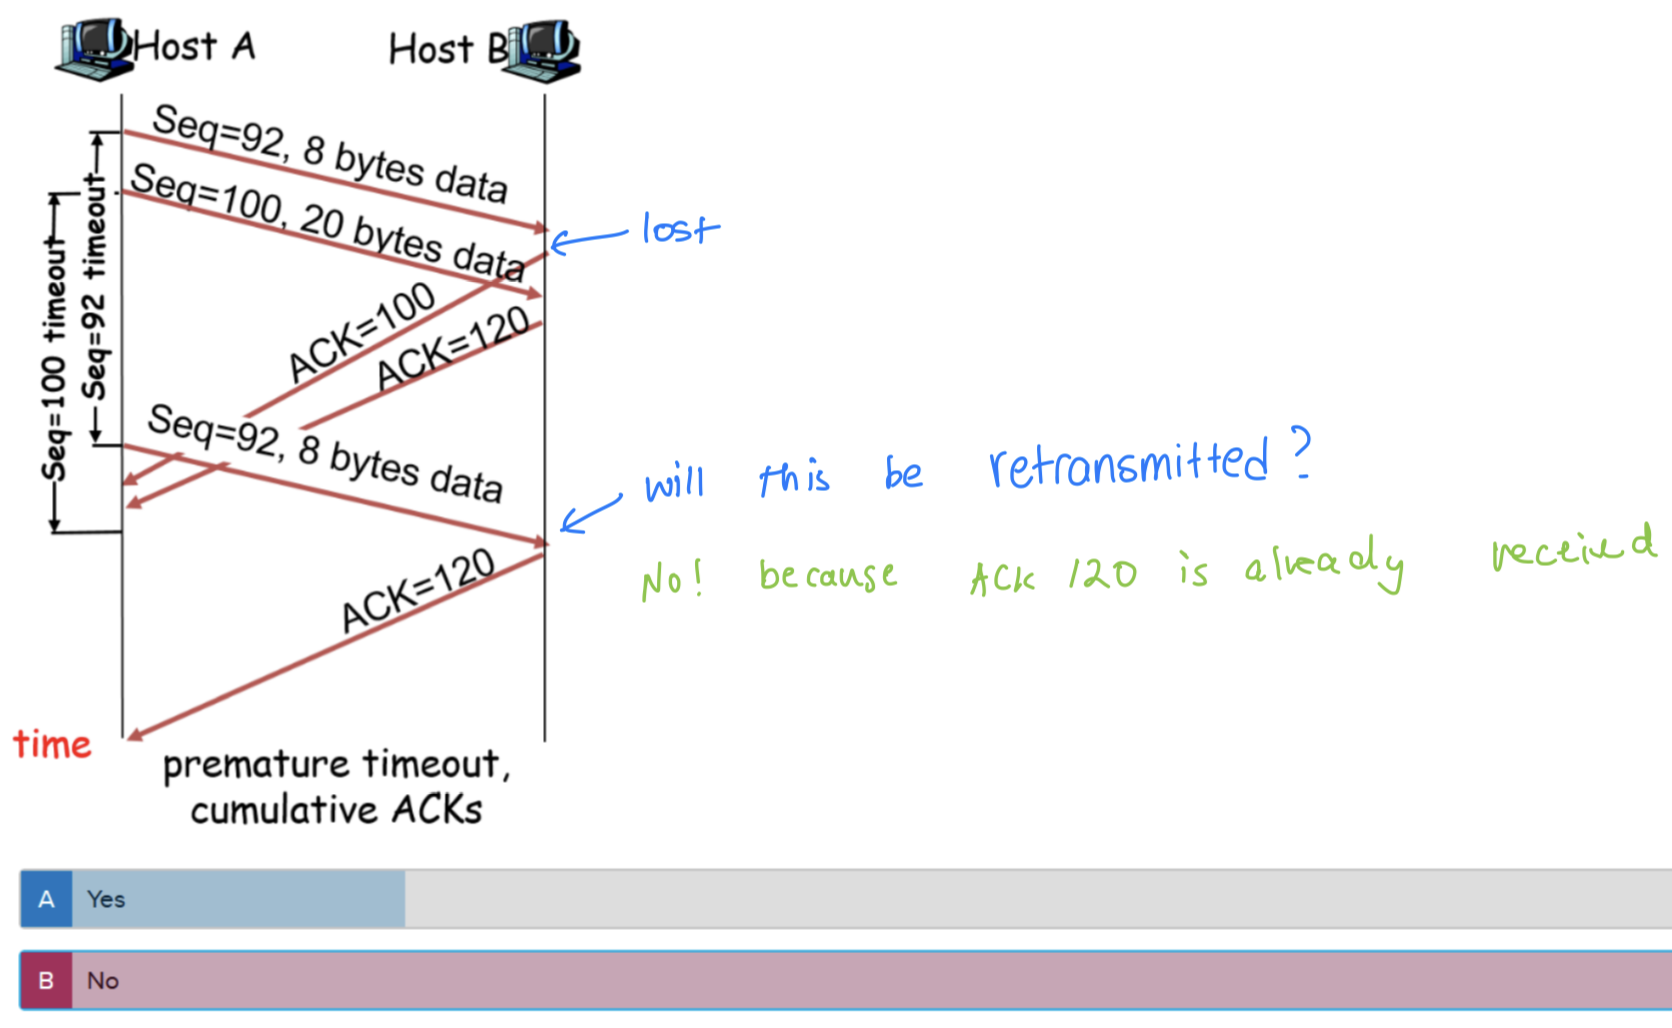 Host A
Host B
Seq=92, 8 bytes data
Seq=100, 20 bytes data
lost
Seq=100 timeout
Seq=92 timeout
ACK=100
ACK=120
Seq=92, 8 bytes data
will this be retransmitted?
No! because ACK 120 is already received
ACK=120
time
premature timeout,
cumulative ACKs
A Yes
B No